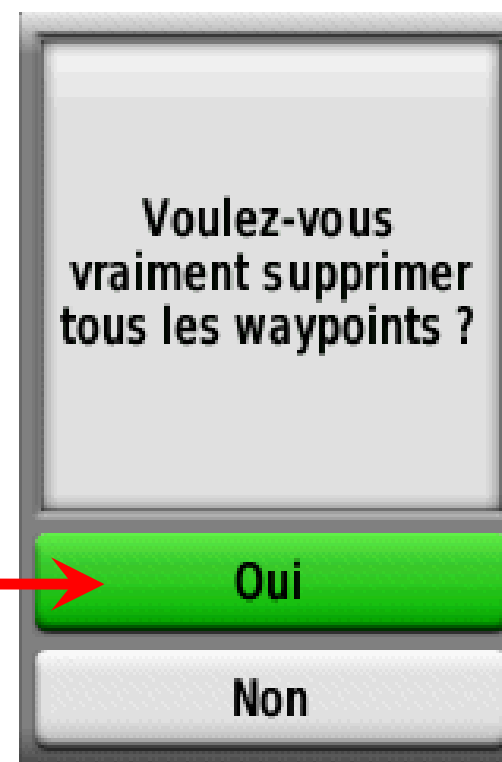 Voulez-vous
vraiment supprimer
tous les waypoints ?
Oui
Non